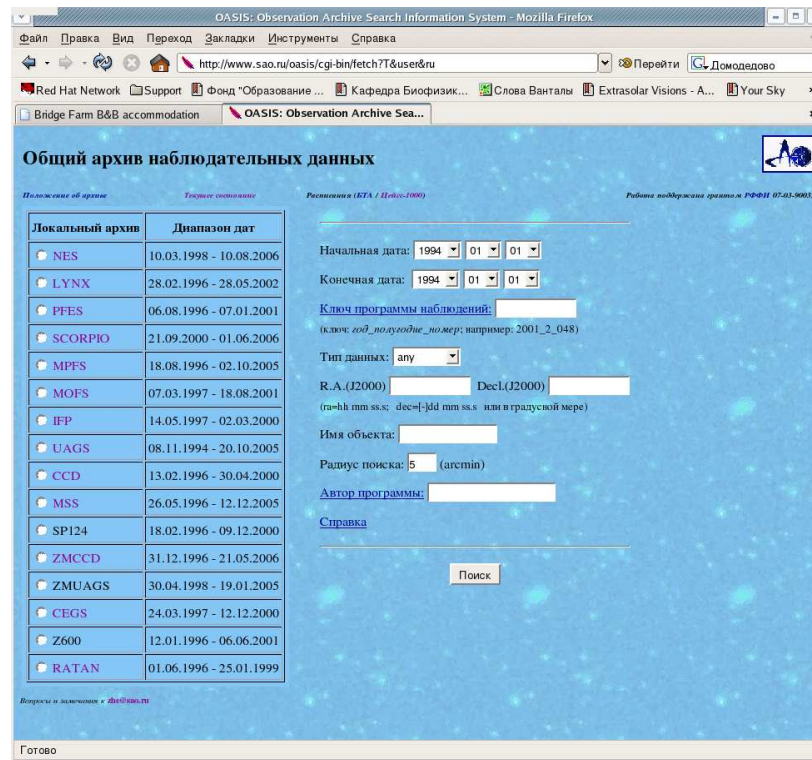 OASIS: Observation Archive Search Information System - Mozilla Firefox
Файл Правка Вид Переход Закладки Инструменты Справка
http://www.sao.ru/oasis/cgi-bin/fetch?T&user&ru Перейти G Домодедово
Red Hat Network Support Фонд "Образование ... Кафедра Биофизик... Слова Ванталы Extrasolar Visions - A... Your Sky
Bridge Farm B&B accommodation OASIS: Observation Archive Sea...
Общий архив наблюдательных данных
Положение об архиве Текущее состояние Расписания (БТА / Цейсс-1000) Работа поддержана грантом РФФИ 07-03-9003
Локальный архив Диапазон дат
NES 10.03.1998 - 10.08.2006
LYNX 28.02.1996 - 28.05.2002
PFES 06.08.1996 - 07.01.2001
SCORPIO 21.09.2000 - 01.06.2006
MPFS 18.08.1996 - 02.10.2005
MOFS 07.03.1997 - 18.08.2001
IFP 14.05.1997 - 02.03.2000
UAGS 08.11.1994 - 20.10.2005
CCD 13.02.1996 - 30.04.2000
MSS 26.05.1996 - 12.12.2005
SP124 18.02.1996 - 09.12.2000
ZMCCD 31.12.1996 - 21.05.2006
ZMUAGS 30.04.1998 - 19.01.2005
CEGS 24.03.1997 - 12.12.2000
Z600 12.01.1996 - 06.06.2001
RATAN 01.06.1996 - 25.01.1999
Начальная дата: 1994 01 01
Конечная дата: 1994 01 01
Ключ программы наблюдений:
(ключ: год_полугодие_номер; например: 2001_2_048)
Тип данных: any
R.A.(J2000) Decl.(J2000)
(ra=hh mm ss.s; dec=[-]dd mm ss.s или в градусной мере)
Имя объекта:
Радиус поиска: 5 (arcmin)
Автор программы:
Справка
Поиск
Вопросы и замечания к zhe@sao.ru
Готово